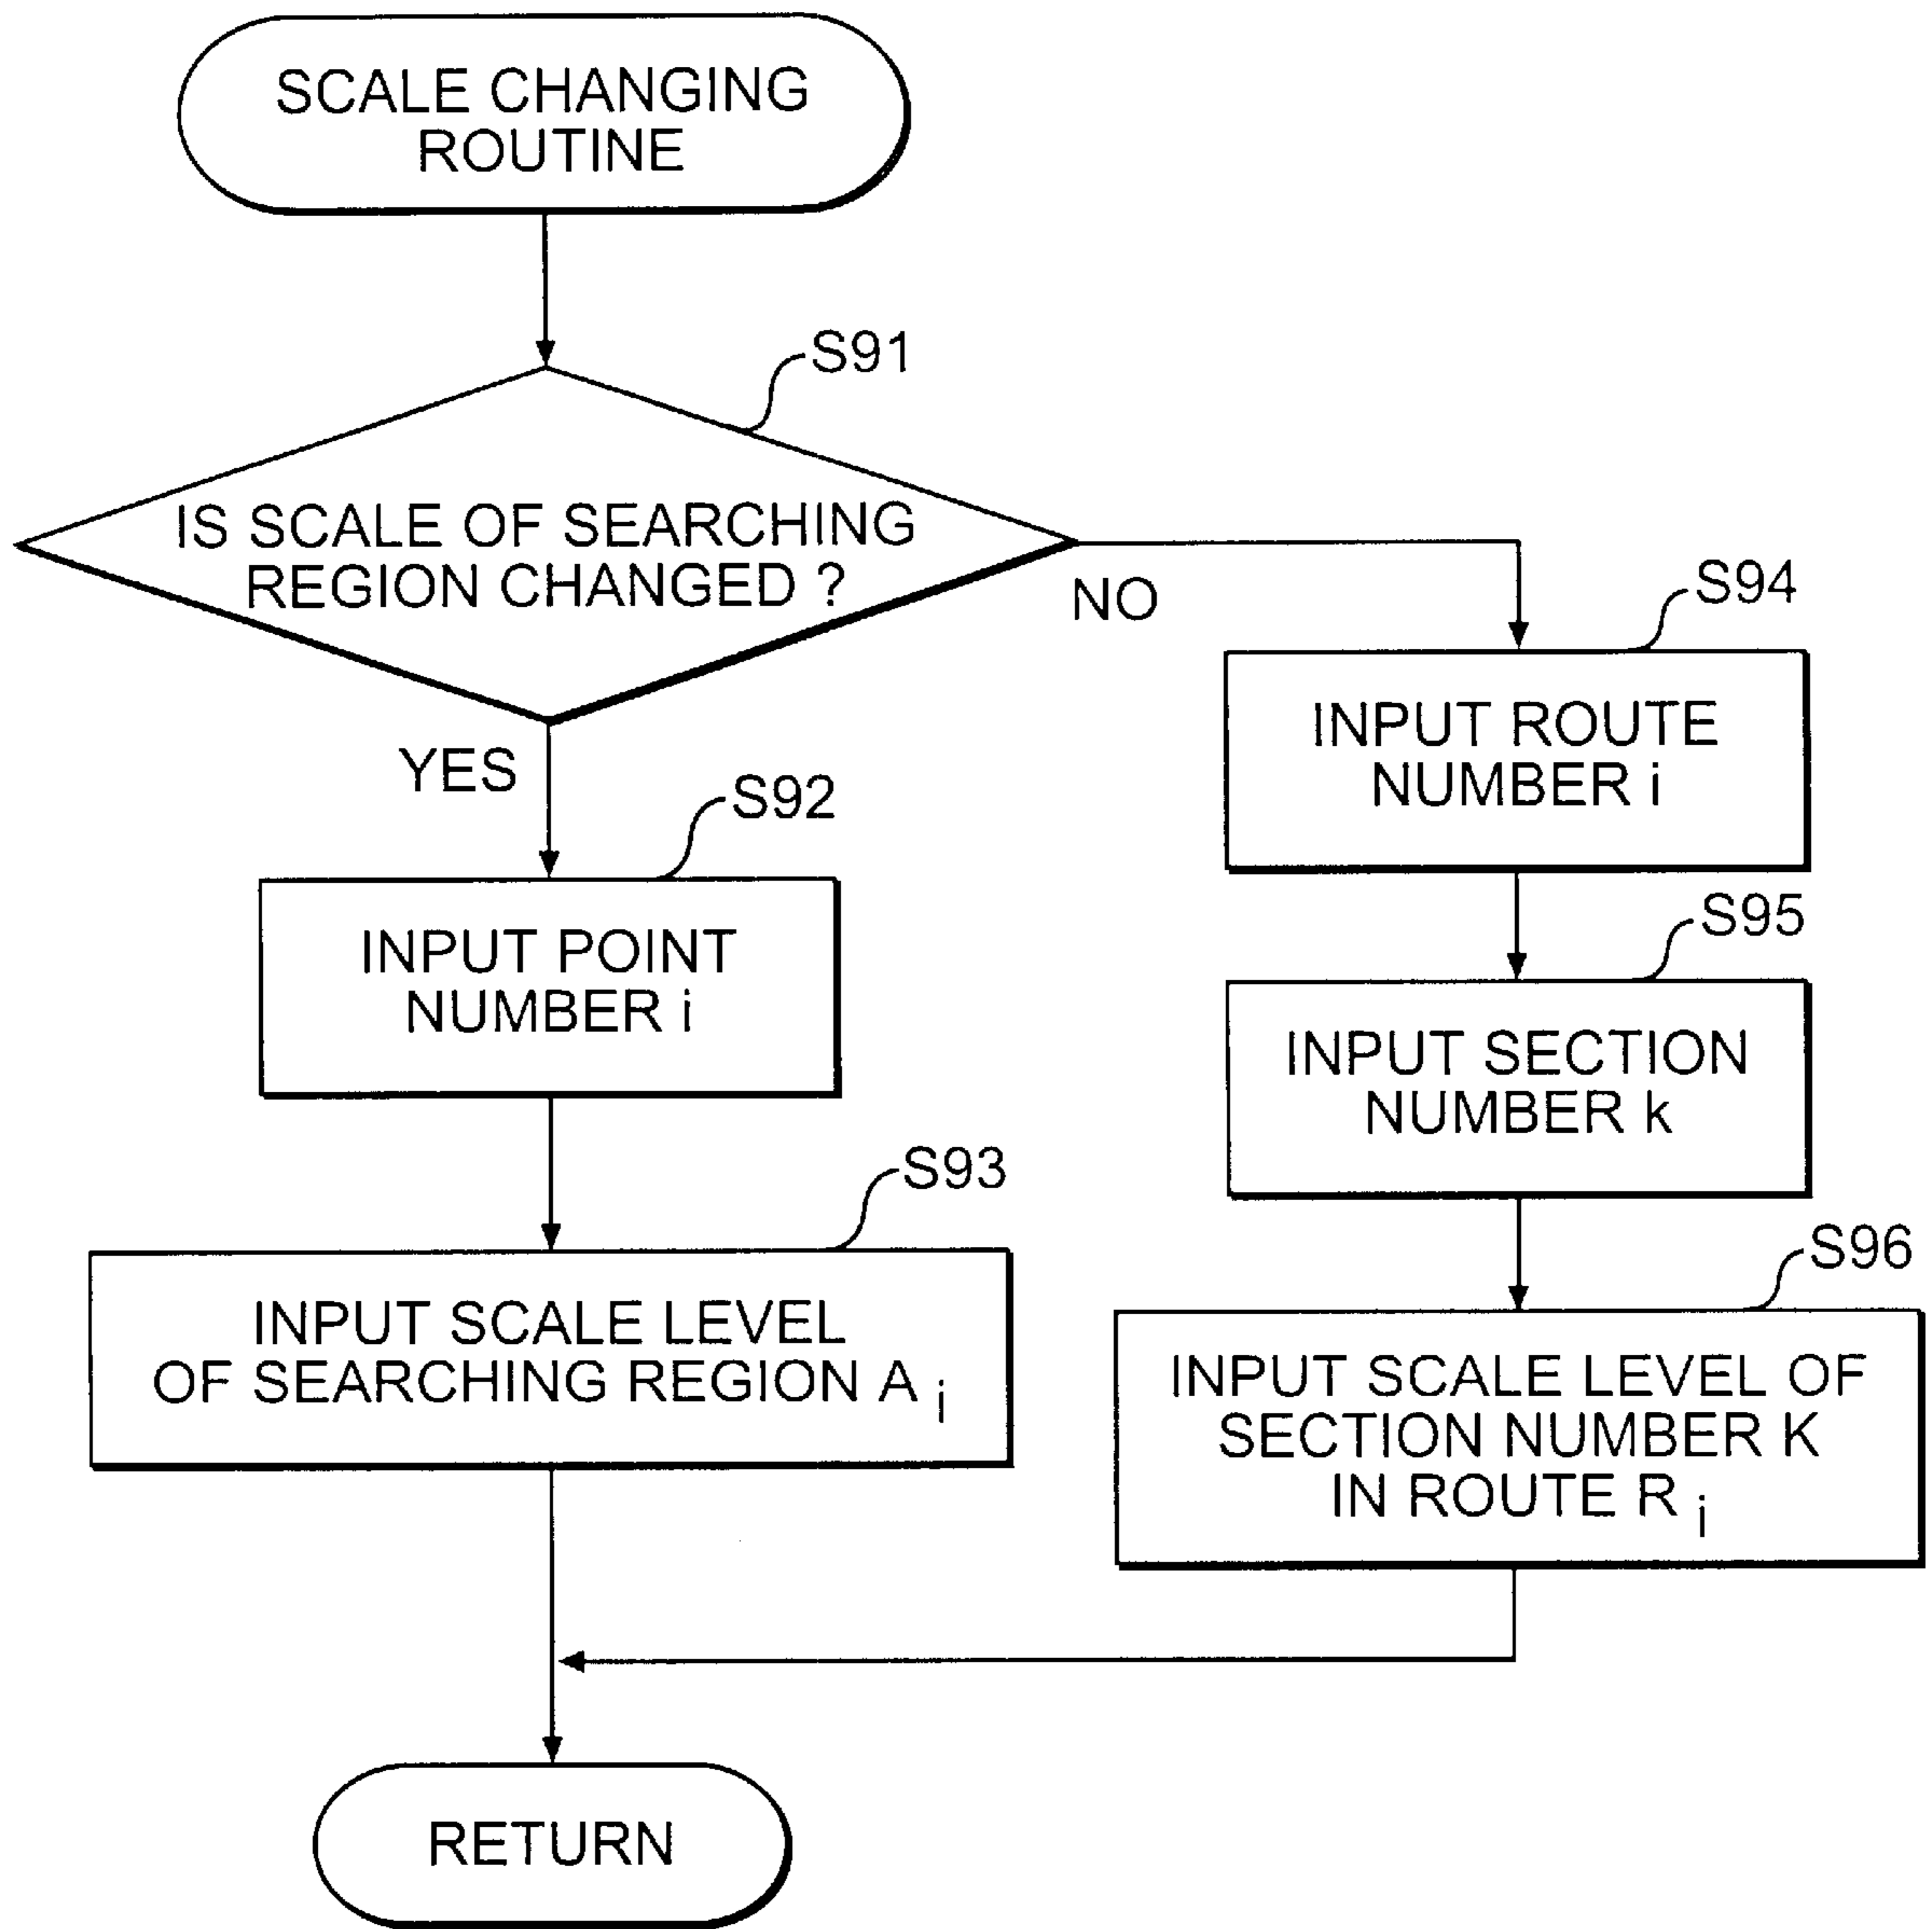 SCALE CHANGING
ROUTINE
S91
IS SCALE OF SEARCHING
REGION CHANGED ?
NO
YES
S92
INPUT POINT
NUMBER i
S93
INPUT SCALE LEVEL
OF SEARCHING REGION A i
S94
INPUT ROUTE
NUMBER i
S95
INPUT SECTION
NUMBER k
S96
INPUT SCALE LEVEL OF
SECTION NUMBER K
IN ROUTE R i
RETURN